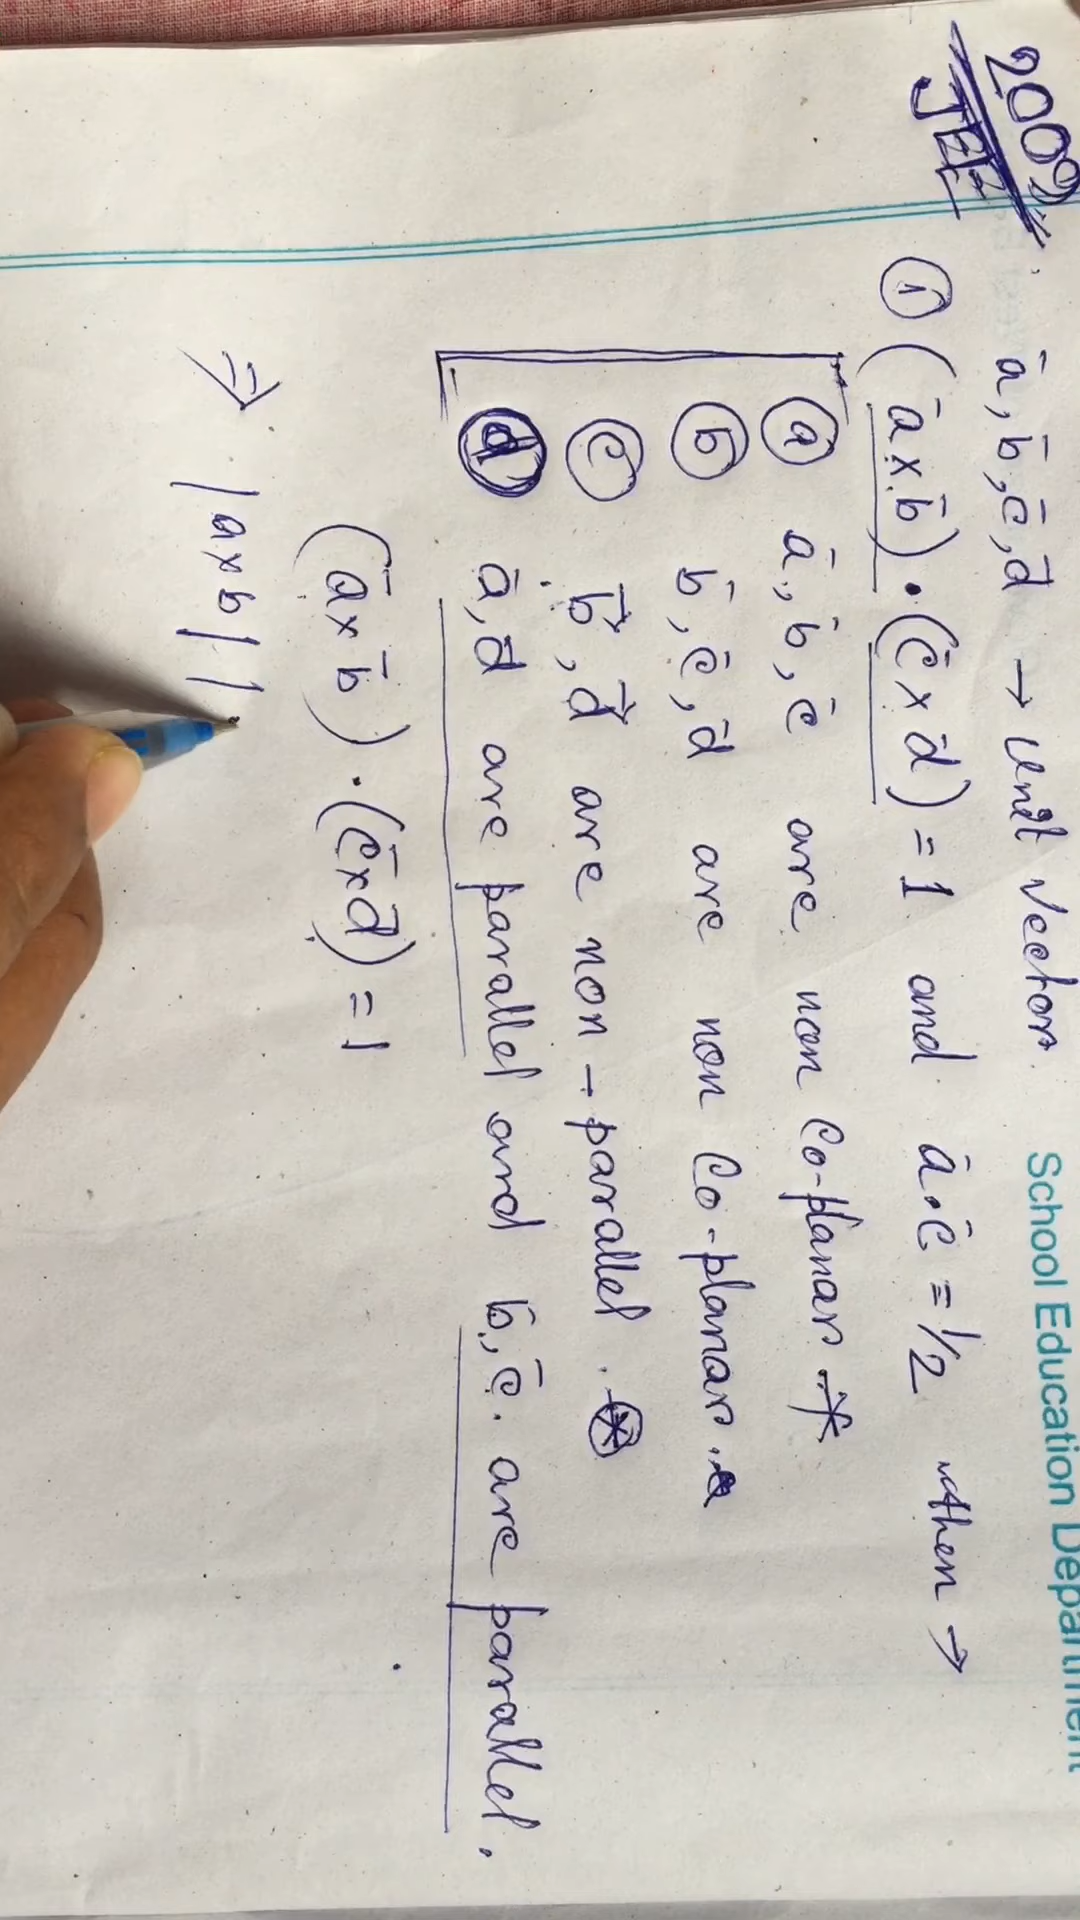 School Education Department
2009
JEE
ā, b̄, c̄, d̄ → unit vectors.
① (ā x b̄) • (c̄ x d̄) = 1 and ā • c̄ = 1/2 then →
ⓐ ā, b̄, c̄ are non Co-planar
ⓑ b̄, c̄, d̄ are non Co-planar.
ⓒ b⃗, d⃗ are non-parallel.
ⓓ ā, d̄ are parallel and b̄, c̄. are parallel.
(ā x b̄) • (c̄ x d̄) = 1
⇒ |a x b| |